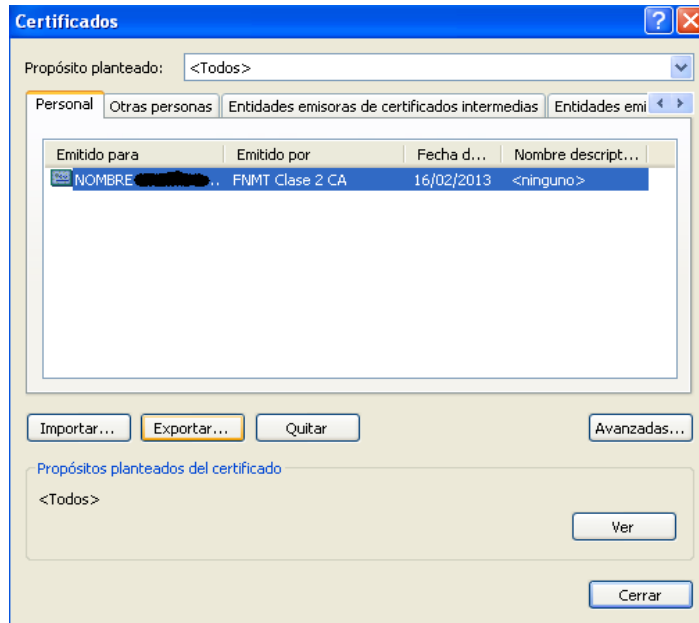 Certificados
Propósito planteado: <Todos>
Personal Otras personas Entidades emisoras de certificados intermedias Entidades emi
Emitido para Emitido por Fecha d... Nombre descript...
NOMBRE .. FNMT Clase 2 CA 16/02/2013 <ninguno>
Importar... Exportar... Quitar Avanzadas...
Propósitos planteados del certificado
<Todos>
Ver
Cerrar